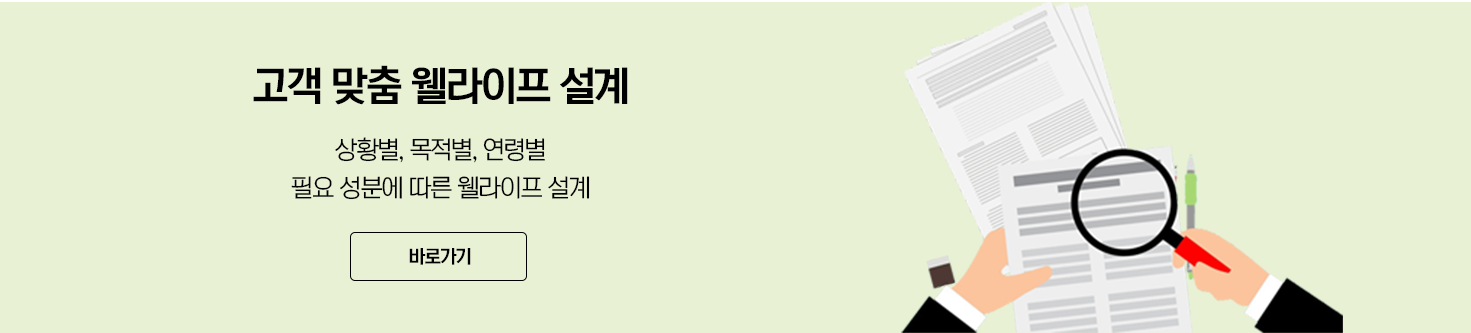 고객 맞춤 웰라이프 설계
상황별, 목적별, 연령별
필요 성분에 따른 웰라이프 설계
바로가기